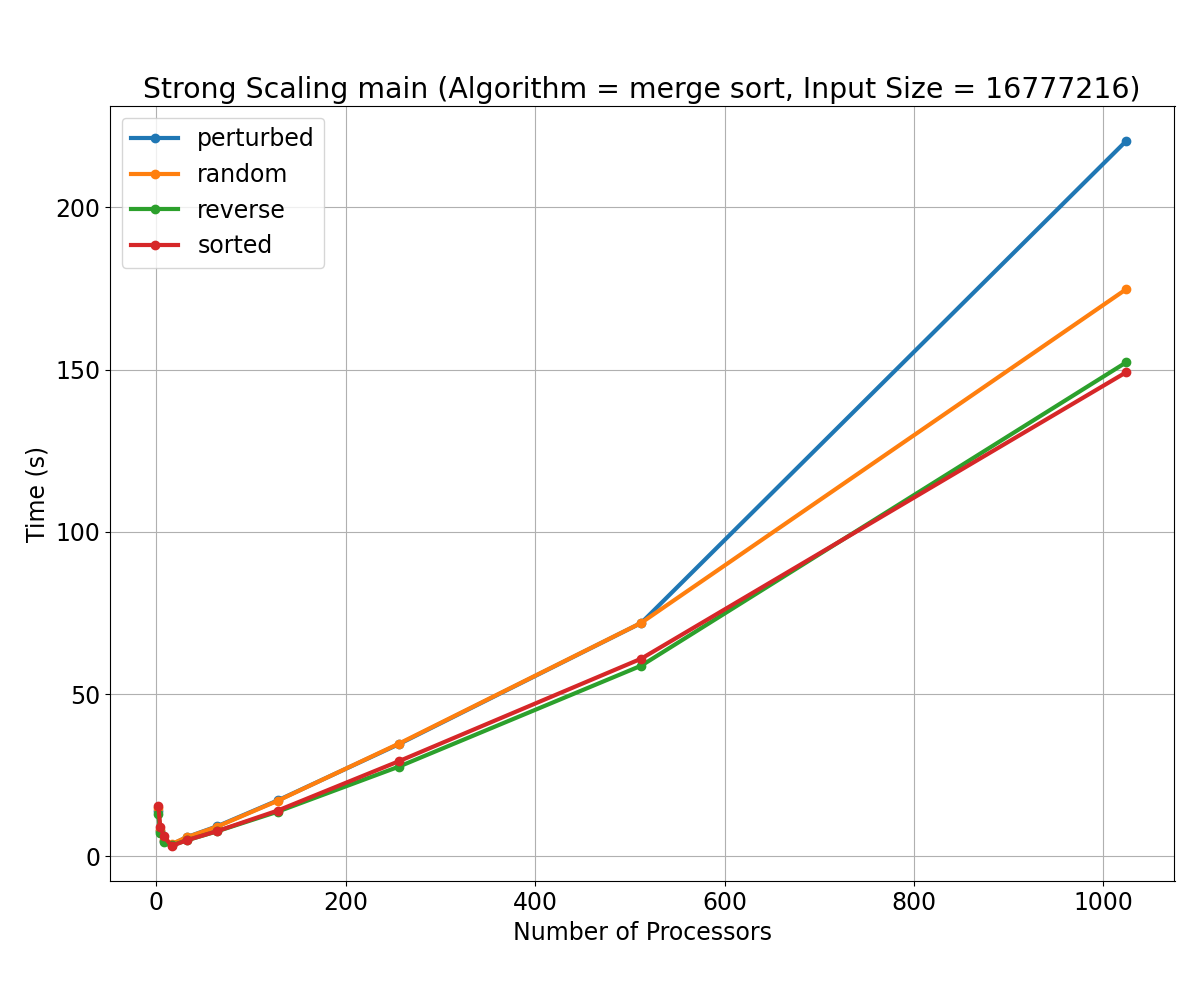 Strong Scaling main (Algorithm = merge sort, Input Size = 16777216)
perturbed
random
reverse
sorted
Time (s)
200
150
100
50
0
0 200 400 600 800 1000
Number of Processors